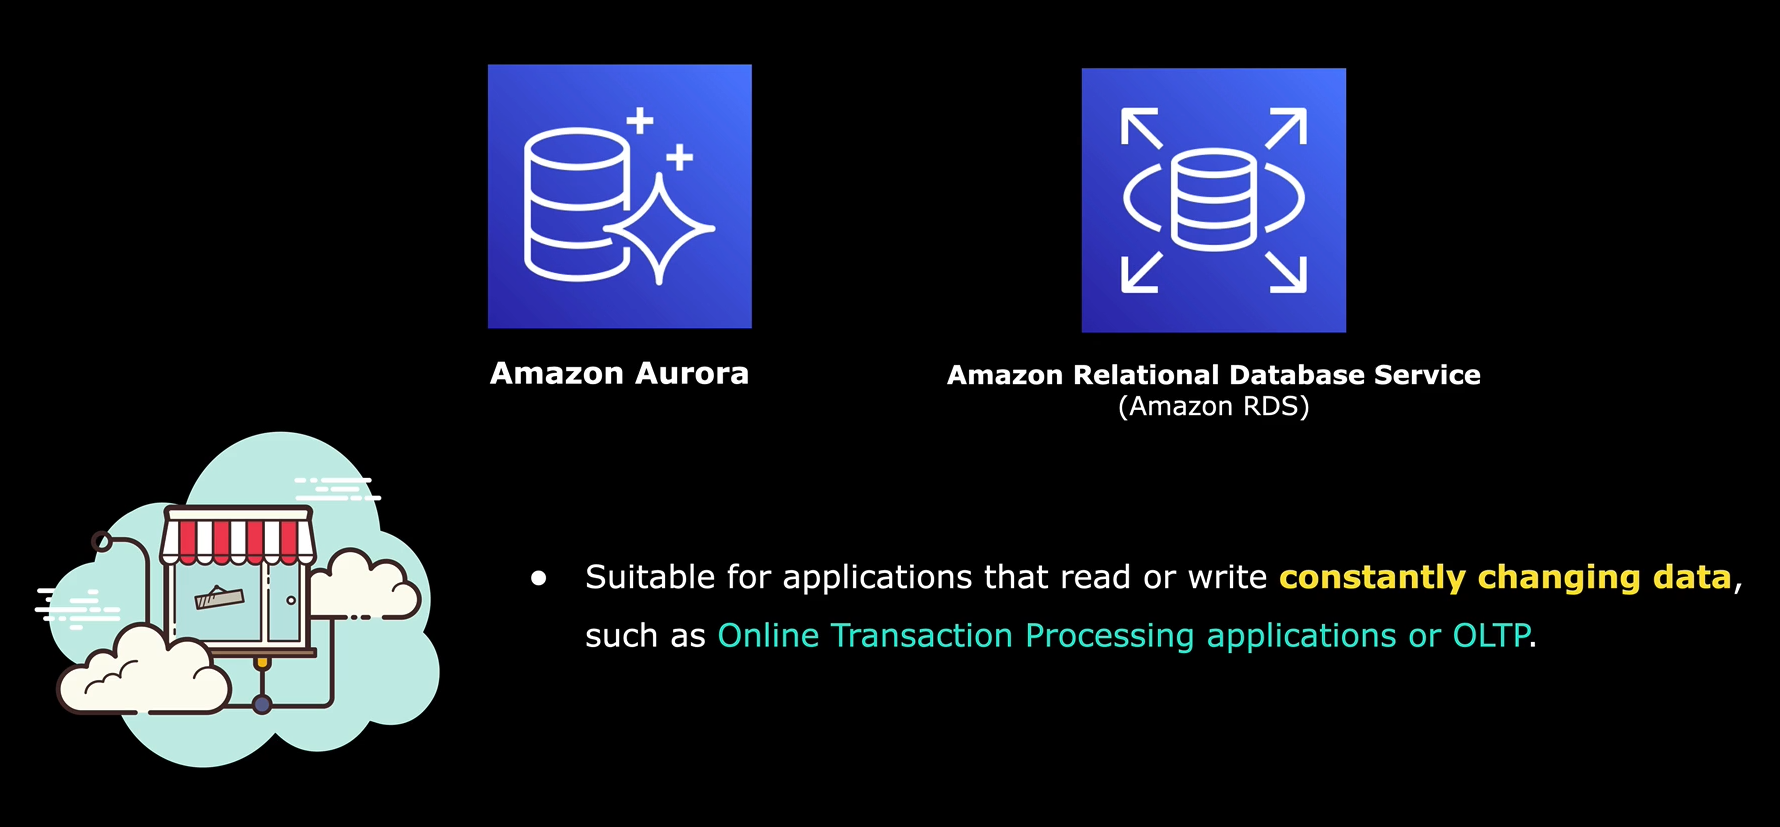 Amazon Aurora
Amazon Relational Database Service
(Amazon RDS)
● Suitable for applications that read or write constantly changing data,
such as Online Transaction Processing applications or OLTP.